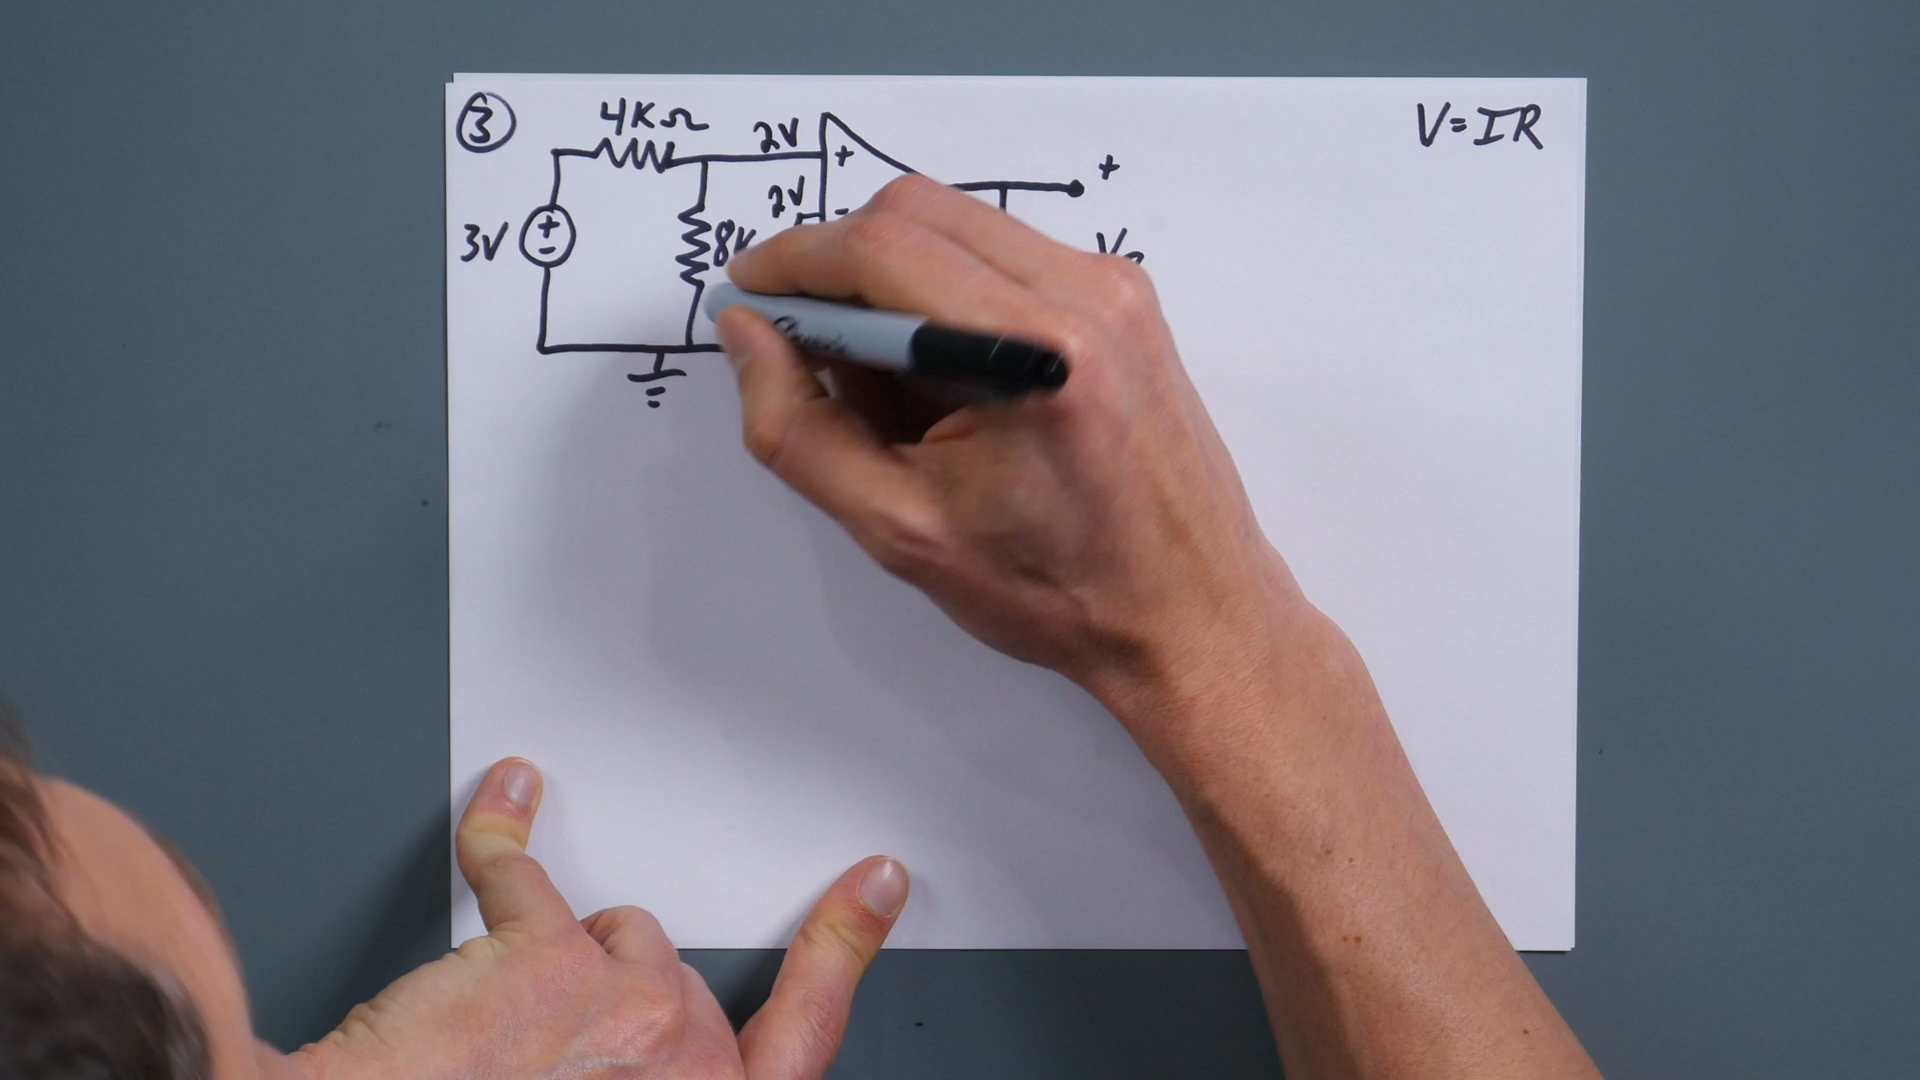 ③
4KΩ
V=IR
2V
+
+
2V
-
3V
+
-
8K